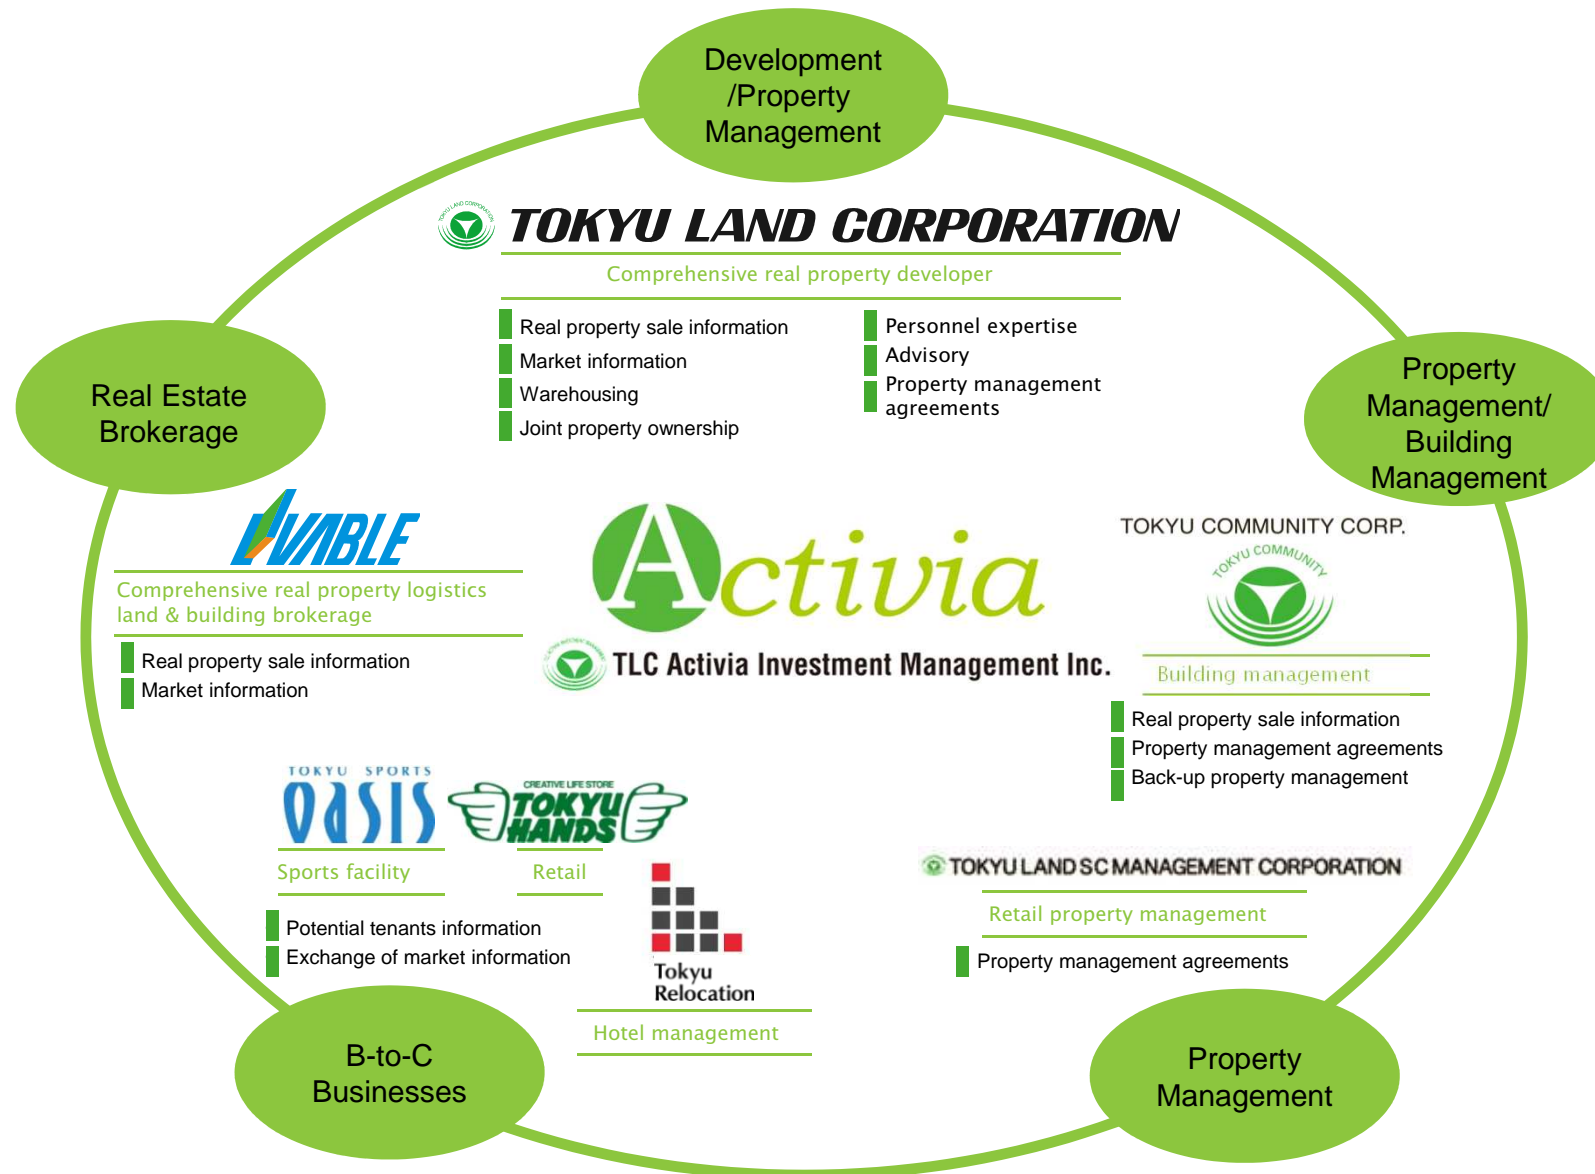 Development
/Property
Management
TOKYU LAND CORPORATION
TOKYU LAND CORPORATION
Comprehensive real property developer
Real property sale information
Market information
Warehousing
Joint property ownership
Personnel expertise
Advisory
Property management
agreements
Real Estate
Brokerage
Property
Management/
Building
Management
LIVABLE
Comprehensive real property logistics
land & building brokerage
Real property sale information
Market information
Activia
TLC Activia Investment Management Inc.
TOKYU COMMUNITY CORP.
TOKYU COMMUNITY
Building management
Real property sale information
Property management agreements
Back-up property management
TOKYU SPORTS
OASIS
Sports facility
CREATIVE LIFE STORE
TOKYU
HANDS
Retail
Potential tenants information
Exchange of market information
Tokyu
Relocation
Hotel management
TOKYU LAND SC MANAGEMENT CORPORATION
Retail property management
Property management agreements
B-to-C
Businesses
Property
Management